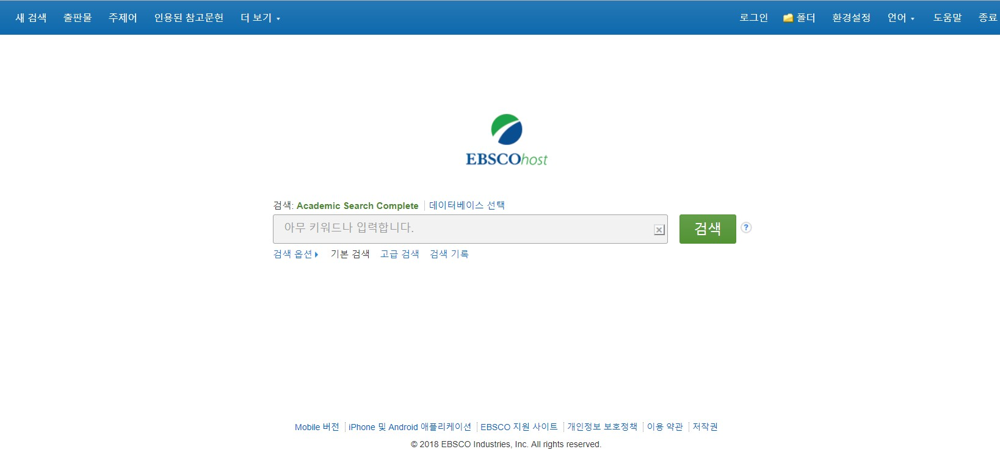 새 검색 출판물 주제어 인용된 참고문헌 더 보기 로그인 폴더 환경설정 언어 도움말 종료
EBSCOhost
검색: Academic Search Complete 데이터베이스 선택
아무 키워드나 입력합니다. 검색 ?
검색 옵션 기본 검색 고급 검색 검색 기록
Mobile 버전 iPhone 및 Android 애플리케이션 EBSCO 지원 사이트 개인정보 보호정책 이용 약관 저작권
© 2018 EBSCO Industries, Inc. All rights reserved.